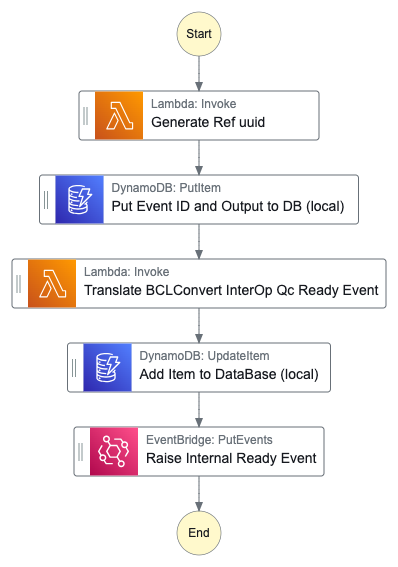 Start
Lambda: Invoke
Generate Ref uuid
DynamoDB: PutItem
Put Event ID and Output to DB (local)
Lambda: Invoke
Translate BCLConvert InterOp Qc Ready Event
DynamoDB: UpdateItem
Add Item to DataBase (local)
EventBridge: PutEvents
Raise Internal Ready Event
End